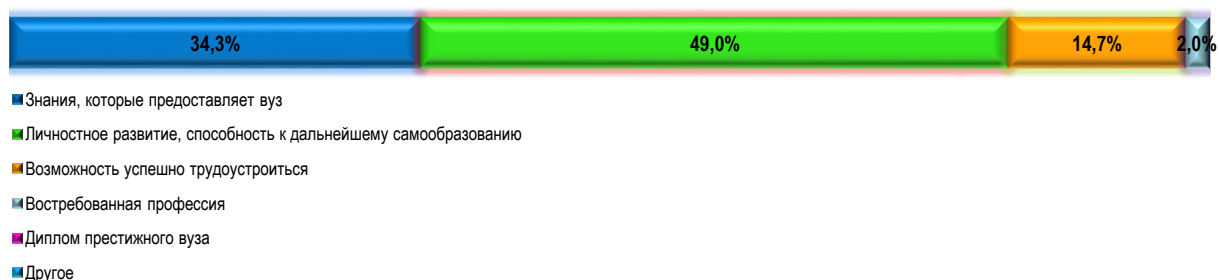 34,3% 49,0% 14,7% 2,0%
Знания, которые предоставляет вуз
Личностное развитие, способность к дальнейшему самообразованию
Возможность успешно трудоустроиться
Востребованная профессия
Диплом престижного вуза
Другое